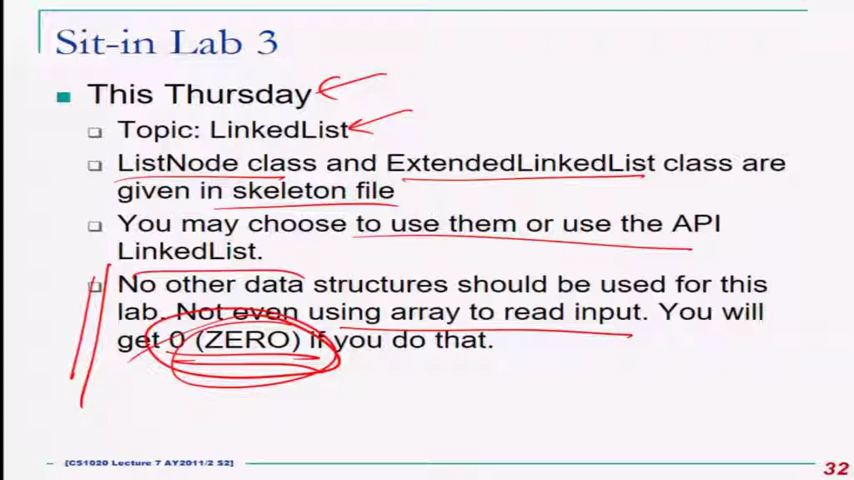 Sit-in Lab 3
This Thursday
Topic: LinkedList
ListNode class and ExtendedLinkedList class are
given in skeleton file
You may choose to use them or use the API
LinkedList.
No other data structures should be used for this
lab. Not even using array to read input. You will
get 0 (ZERO) if you do that.
[CS1020 Lecture 7 AY2011/2 S2]
32